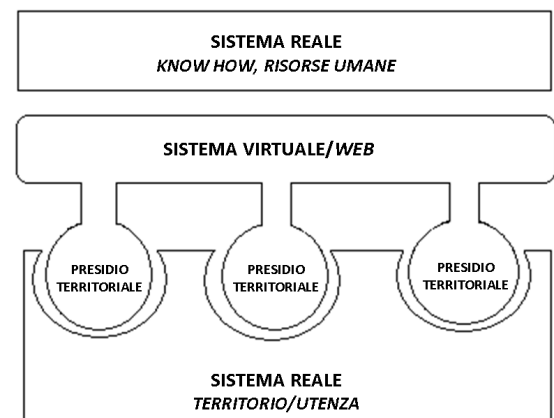 SISTEMA REALE
KNOW HOW, RISORSE UMANE
SISTEMA VIRTUALE/WEB
PRESIDIO
TERRITORIALE
PRESIDIO
TERRITORIALE
PRESIDIO
TERRITORIALE
SISTEMA REALE
TERRITORIO/UTENZA